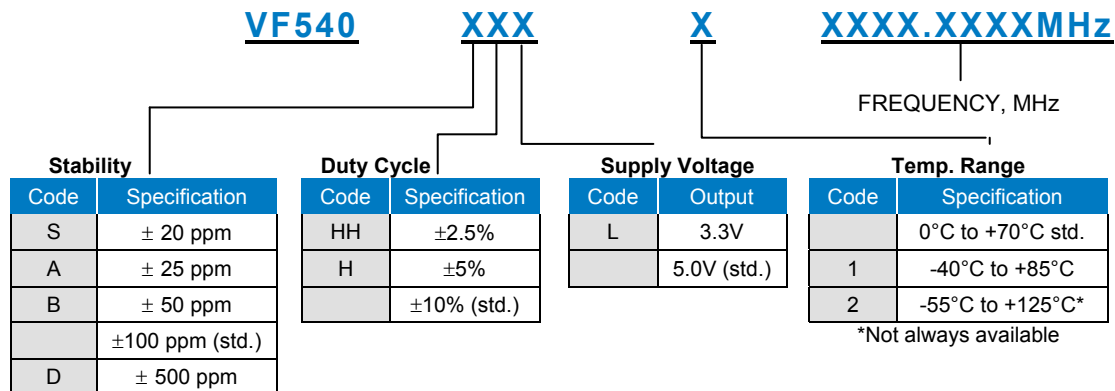 VF540 XXX X XXXX.XXXXMHz
FREQUENCY, MHz
Stability
Code Specification
S ± 20 ppm
A ± 25 ppm
B ± 50 ppm
±100 ppm (std.)
D ± 500 ppm
Duty Cycle
Code Specification
HH ±2.5%
H ±5%
±10% (std.)
Supply Voltage
Code Output
L 3.3V
5.0V (std.)
Temp. Range
Code Specification
0°C to +70°C std.
1 -40°C to +85°C
2 -55°C to +125°C*
*Not always available